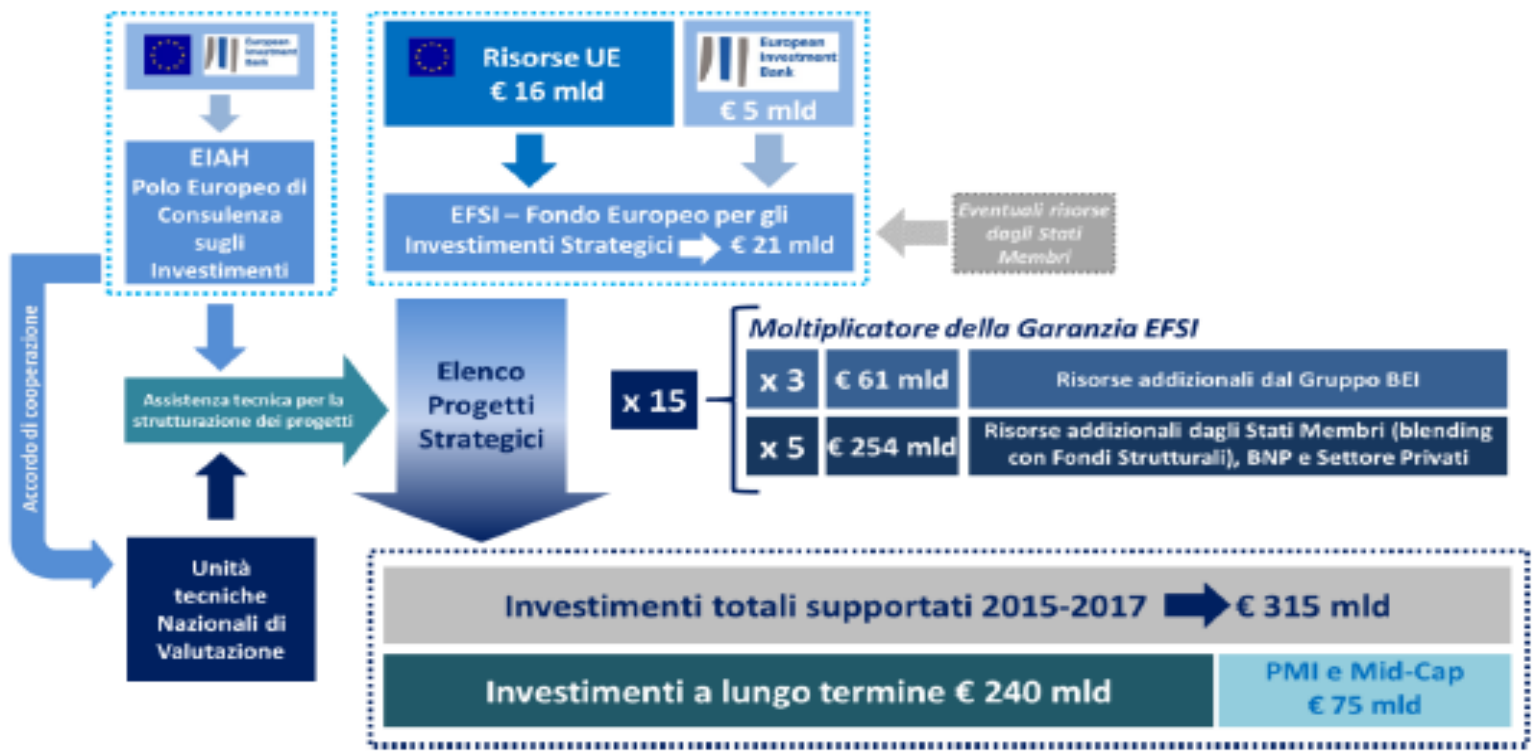 European
Investment
Bank
EIAH
Polo Europeo di
Consulenza
sugli
Investimenti
Risorse UE
€ 16 mld
European
Investment
Bank
€ 5 mld
EFSI – Fondo Europeo per gli
Investimenti Strategici € 21 mld
Eventuali risorse
dagli Stati
Membri
Accordo di cooperazione
Assistenza tecnica per la
strutturazione dei progetti
Elenco
Progetti
Strategici
x 15
Moltiplicatore della Garanzia EFSI
x 3 € 61 mld Risorse addizionali dal Gruppo BEI
x 5 € 254 mld Risorse addizionali dagli Stati Membri (blending
con Fondi Strutturali), BNP e Settore Privati
Unità
tecniche
Nazionali di
Valutazione
Investimenti totali supportati 2015-2017 € 315 mld
Investimenti a lungo termine € 240 mld
PMI e Mid-Cap
€ 75 mld